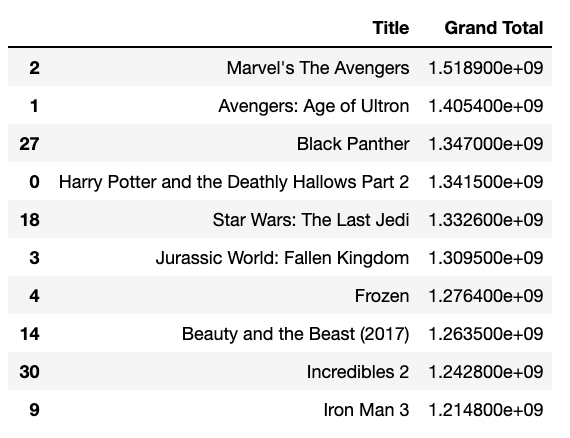 Title Grand Total
2 Marvel's The Avengers 1.518900e+09
1 Avengers: Age of Ultron 1.405400e+09
27 Black Panther 1.347000e+09
0 Harry Potter and the Deathly Hallows Part 2 1.341500e+09
18 Star Wars: The Last Jedi 1.332600e+09
3 Jurassic World: Fallen Kingdom 1.309500e+09
4 Frozen 1.276400e+09
14 Beauty and the Beast (2017) 1.263500e+09
30 Incredibles 2 1.242800e+09
9 Iron Man 3 1.214800e+09